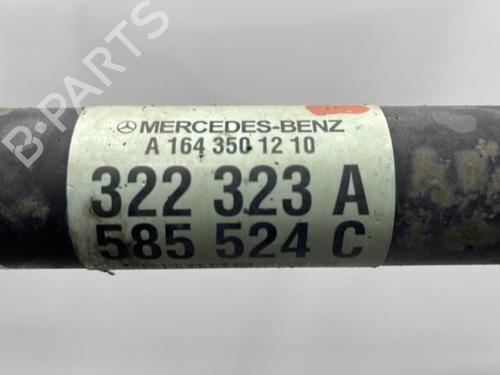 MERCEDES-BENZ
A 164 350 12 10
322 323 A
585 524 C
B-PARTS